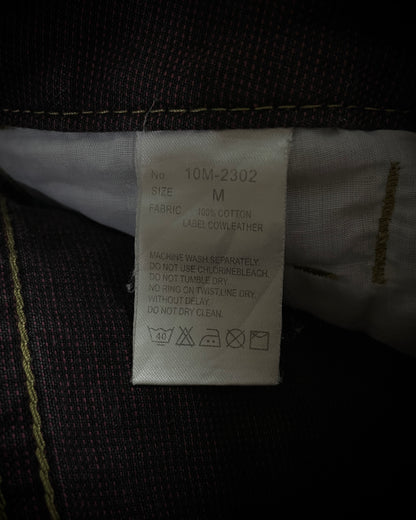 No 10M-2302
SIZE M
FABRIC 100% COTTON
LABEL COWLEATHER
MACHINE WASH SEPARATELY.
DO NOT USE CHLORINEBLEACH.
DO NOT TUMBLE DRY.
NO RING ON TWIST.LINE DRY.
WITHOUT DELAY.
DO NOT DRY CLEAN.
40